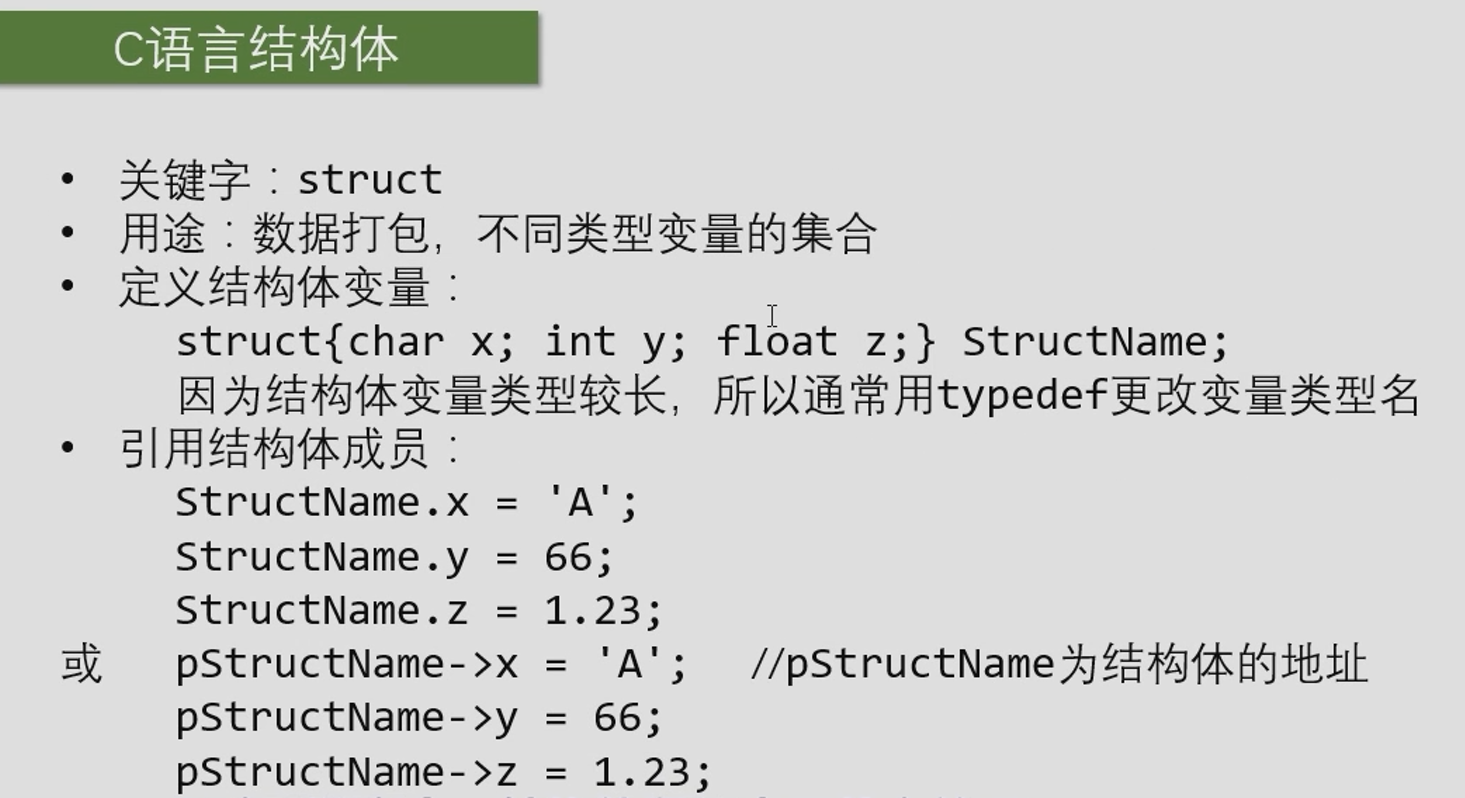 C语言结构体
• 关键字：struct
• 用途：数据打包，不同类型变量的集合
• 定义结构体变量：
struct{char x; int y; float z;} StructName;
因为结构体变量类型较长，所以通常用typedef更改变量类型名
• 引用结构体成员：
StructName.x = 'A';
StructName.y = 66;
StructName.z = 1.23;
或 pStructName->x = 'A'; //pStructName为结构体的地址
pStructName->y = 66;
pStructName->z = 1.23;